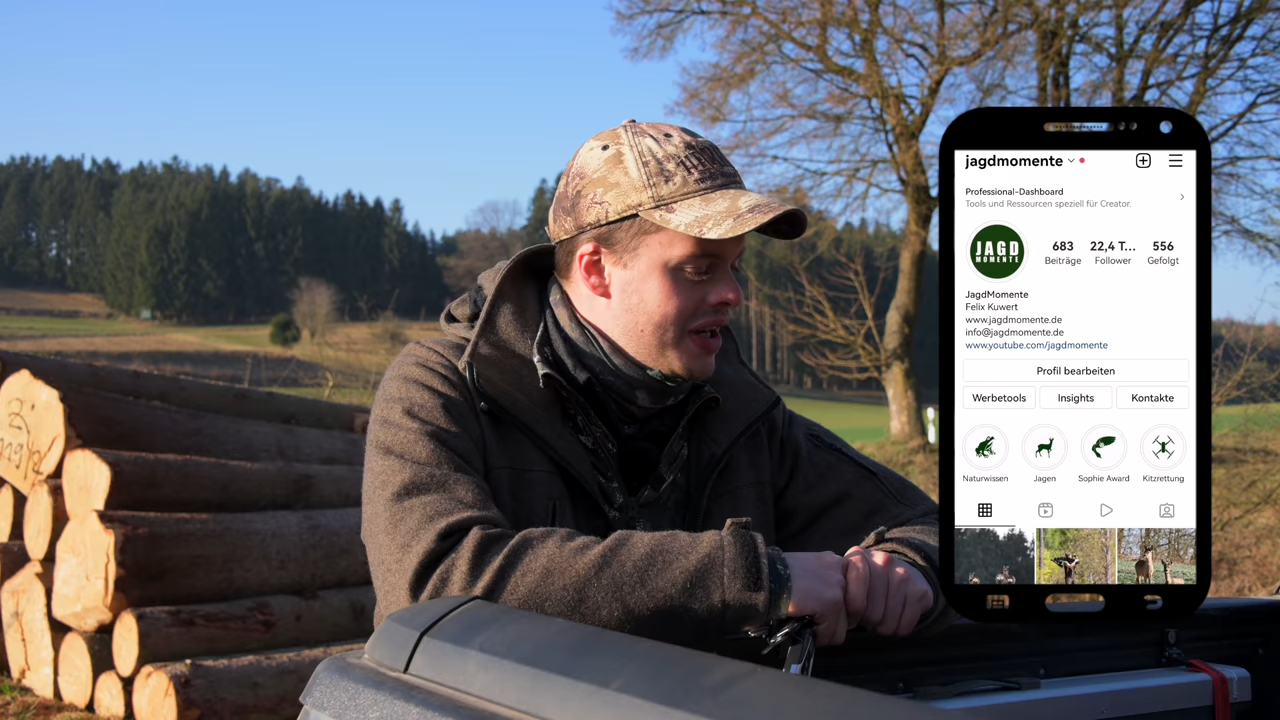 jagdmomente
Professional-Dashboard
Tools und Ressourcen speziell für Creator.
JAGD
MOMENTE
683 22,4 T... 556
Beiträge Follower Gefolgt
JagdMomente
Felix Kuwert
www.jagdmomente.de
info@jagdmomente.de
www.youtube.com/jagdmomente
Profil bearbeiten
Werbetools Insights Kontakte
Naturwissen Jagen Sophie Award Kitzrettung